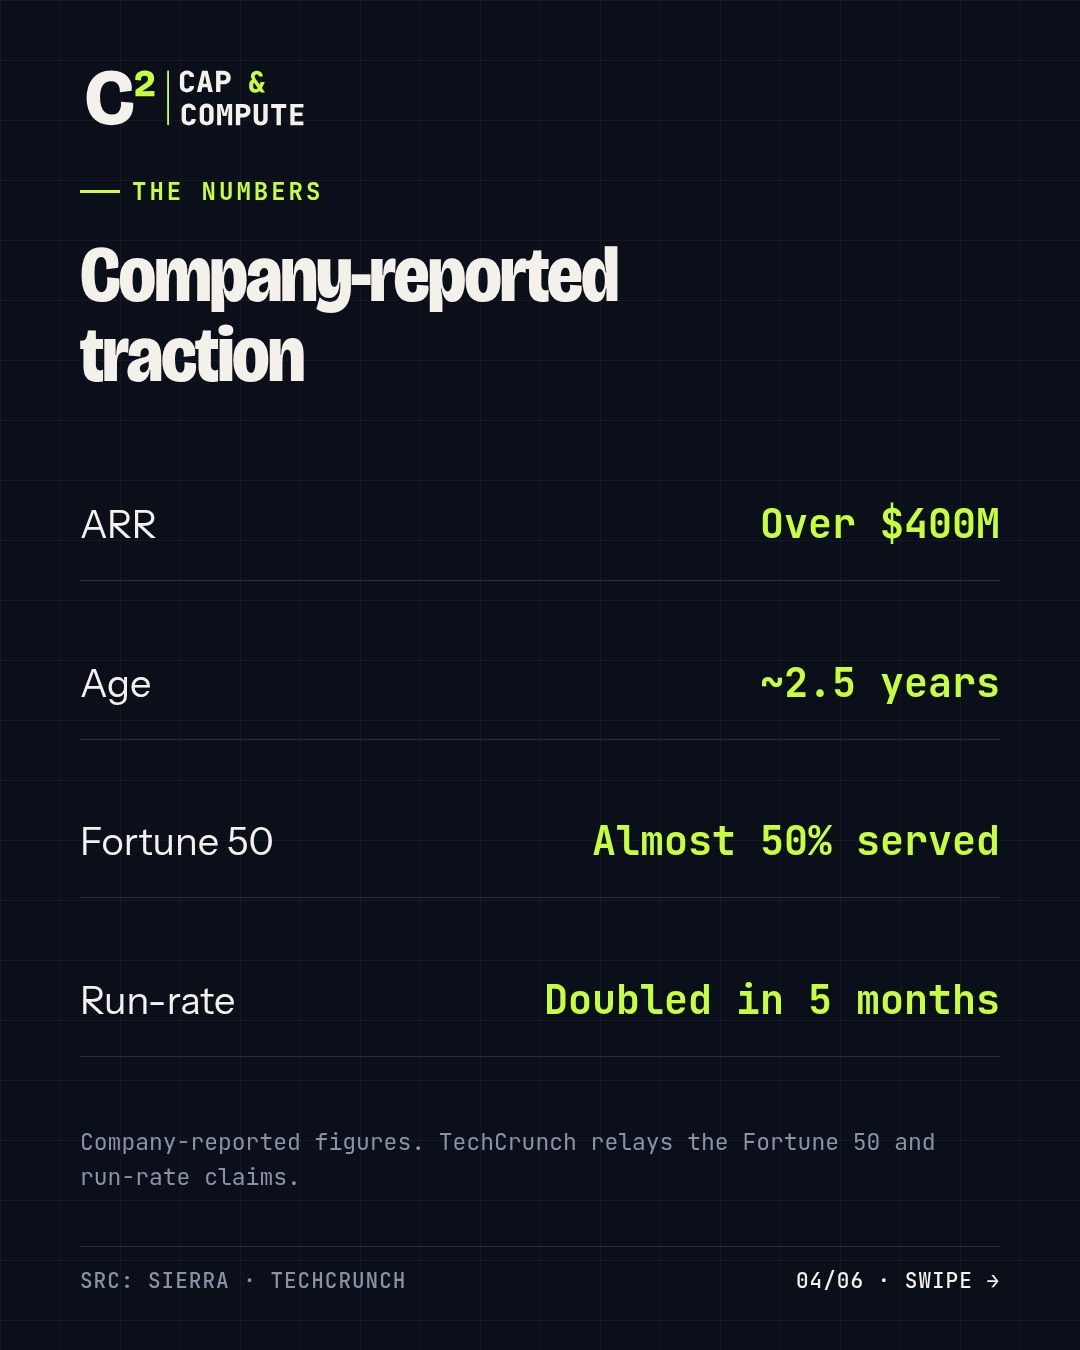 C² CAP &
COMPUTE
THE NUMBERS
Company-reported
traction
ARR Over $400M
Age ~2.5 years
Fortune 50 Almost 50% served
Run-rate Doubled in 5 months
Company-reported figures. TechCrunch relays the Fortune 50 and
run-rate claims.
SRC: SIERRA · TECHCRUNCH 04/06 · SWIPE →